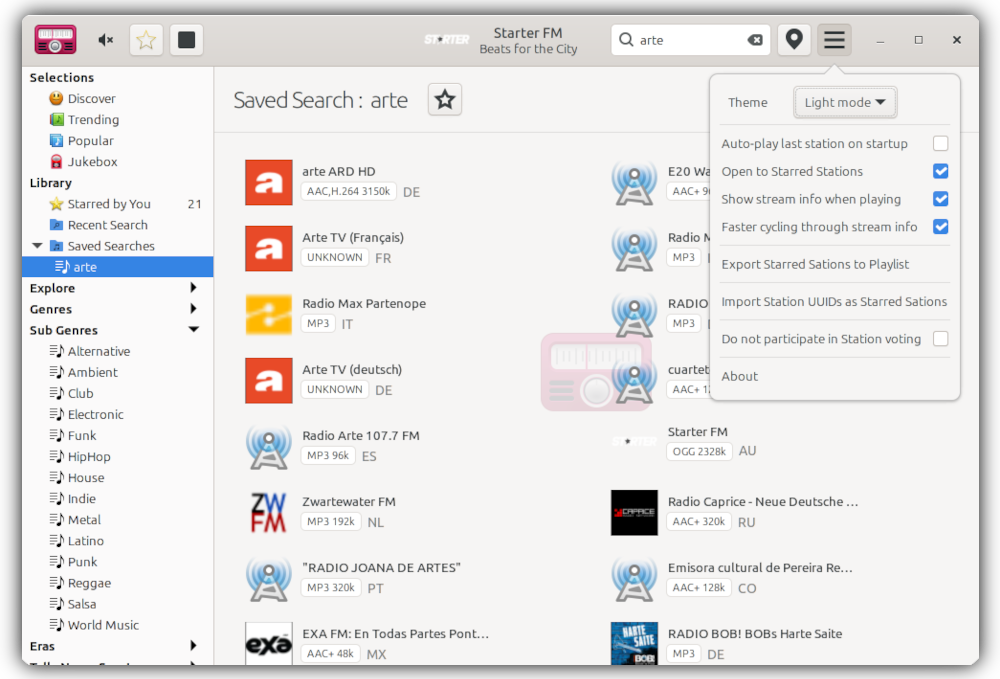 STARTER
Starter FM
Beats for the City
arte
Selections
Discover
Trending
Popular
Jukebox
Library
Starred by You 21
Recent Search
Saved Searches
arte
Explore
Genres
Sub Genres
Alternative
Ambient
Club
Electronic
Funk
HipHop
House
Indie
Metal
Latino
Punk
Reggae
Salsa
World Music
Eras
Saved Search : arte
arte ARD HD
AAC,H.264 3150k DE
Arte TV (Français)
UNKNOWN FR
Radio Max Partenope
MP3 IT
Arte TV (deutsch)
UNKNOWN DE
Radio Arte 107.7 FM
MP3 96k ES
ZW
FM
Zwartewater FM
MP3 192k NL
"RADIO JOANA DE ARTES"
MP3 320k PT
exa
EXA FM: En Todas Partes Pont...
AAC+ 48k MX
E20
AAC+
Radio
MP3
RADIO
MP3
cuartet
AAC+
STARTER
Starter FM
OGG 2328k AU
CAPRICE
Radio Caprice - Neue Deutsche ...
AAC+ 320k RU
Emisora cultural de Pereira Re...
AAC+ 128k CO
HARTE
SAITE
BOB!
RADIO BOB! BOBs Harte Saite
MP3 DE
Theme Light mode
Auto-play last station on startup
Open to Starred Stations
Show stream info when playing
Faster cycling through stream info
Export Starred Sations to Playlist
Import Station UUIDs as Starred Sations
Do not participate in Station voting
About